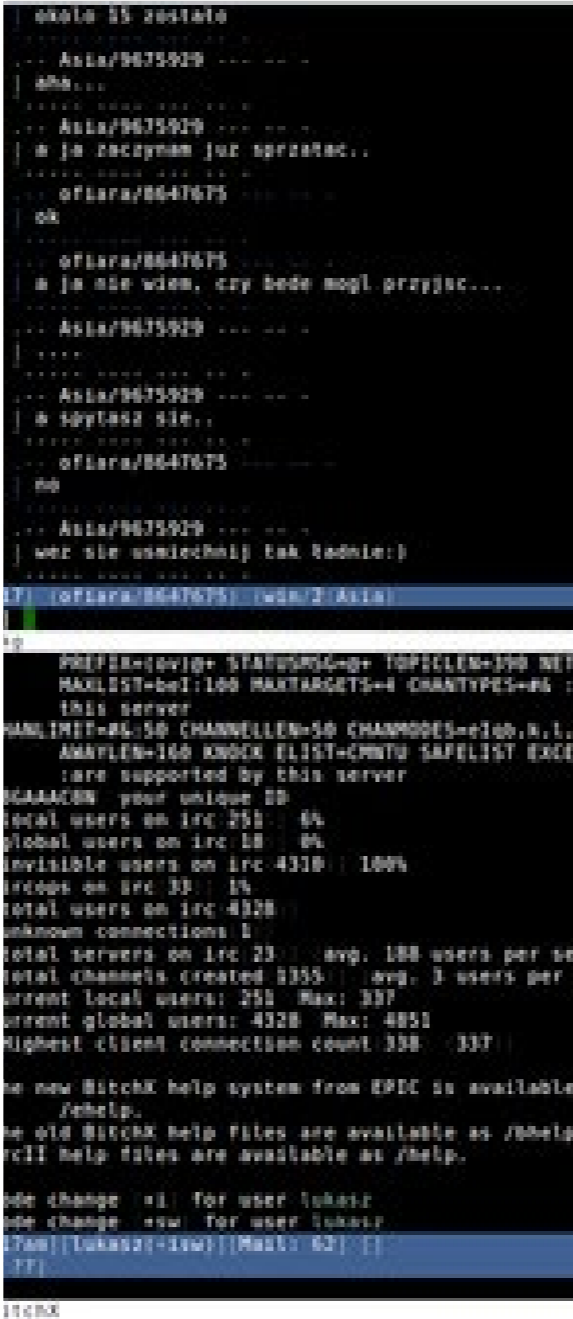 | okolo 15 zostało
----- ---- --- -- -
.-- Asia/9675929 --- -- -
| aha...
----- ---- --- -- -
.-- Asia/9675929 --- -- -
| a ja zaczynam juz sprzatac..
----- ---- --- -- -
.-- ofiara/8647675 --- -- -
| ok
----- ---- --- -- -
.-- ofiara/8647675 --- -- -
| a ja nie wiem, czy bede mogl przyjsc...
----- ---- --- -- -
.-- Asia/9675929 --- -- -
| ....
----- ---- --- -- -
.-- Asia/9675929 --- -- -
| a spytasz sie..
----- ---- --- -- -
.-- ofiara/8647675 --- -- -
| no
----- ---- --- -- -
.-- Asia/9675929 --- -- -
| wez sie usmiechnij tak ładnie:)
----- ---- --- -- -
17] (ofiara/8647675) (win/2 Asia)
PREFIX=(ov)@+ STATUSMSG=@+ TOPICLEN=390 NET
MAXLIST=beI:100 MAXTARGETS=4 CHANTYPES=#& :
this server
HANLIMIT=#&:50 CHANNELLEN=50 CHANMODES=eIqb,k,l,
AWAYLEN=160 KNOCK ELIST=CMNTU SAFELIST EXCE
:are supported by this server
your unique ID
local users on irc 251 6%
global users on irc 18 0%
invisible users on irc 4310 100%
ircops on irc 33 1%
total users on irc 4328
unknown connections 1
total servers on irc 23 avg. 188 users per se
total channels created 1355 avg. 3 users per
urrent local users: 251 Max: 337
urrent global users: 4328 Max: 4851
Highest client connection count 338 (337)
he new BitchX help system from EPIC is available
/ehelp.
he old BitchX help files are available as /bhelp
rcII help files are available as /help.
ode change +i for user lukasz
ode change +sw for user lukasz
17am][lukasz(+isw)][Mail: 62] []
itchX